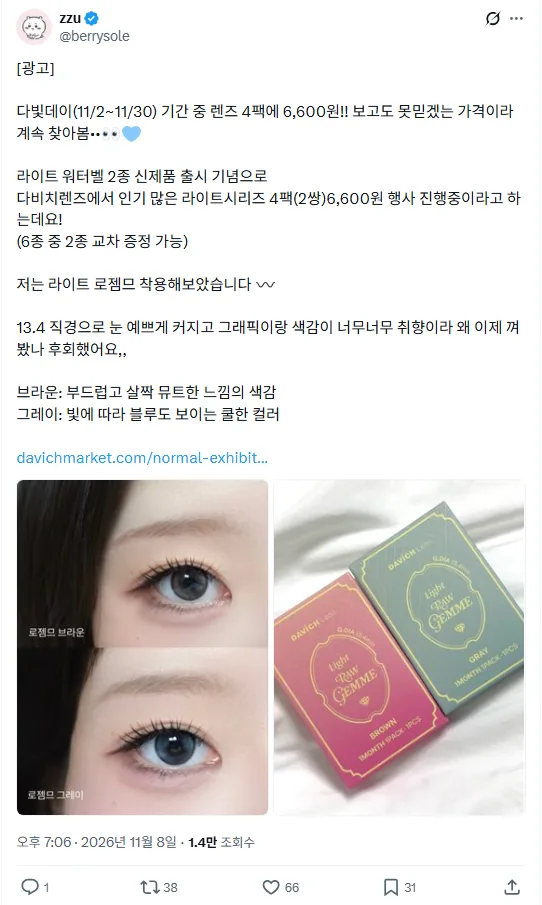 zzu
@berrysole
[광고]
다빛데이(11/2~11/30) 기간 중 렌즈 4팩에 6,600원!! 보고도 못믿겠는 가격이라
계속 찾아봄••👀🩵
라이트 워터벨 2종 신제품 출시 기념으로
다비치렌즈에서 인기 많은 라이트시리즈 4팩(2쌍)6,600원 행사 진행중이라고 하
는데요!
(6종 중 2종 교차 증정 가능)
저는 라이트 로젬므 착용해보았습니다 〰
13.4 직경으로 눈 예쁘게 커지고 그래픽이랑 색감이 너무너무 취향이라 왜 이제 껴
봤나 후회했어요,,
브라운: 부드럽고 살짝 뮤트한 느낌의 색감
그레이: 빛에 따라 블루도 보이는 쿨한 컬러
davichmarket.com/normal-exhibit...
로젬므 브라운
로젬므 그레이
DAVICH
Light
RAW
GEMME
GRAY
1MONTH 1PACK · 1PCS
DAVICH
Light
RAW
GEMME
BROWN
1MONTH 1PACK · 1PCS
오후 7:06 · 2026년 11월 8일 · 1.4만 조회수
1
38
66
31